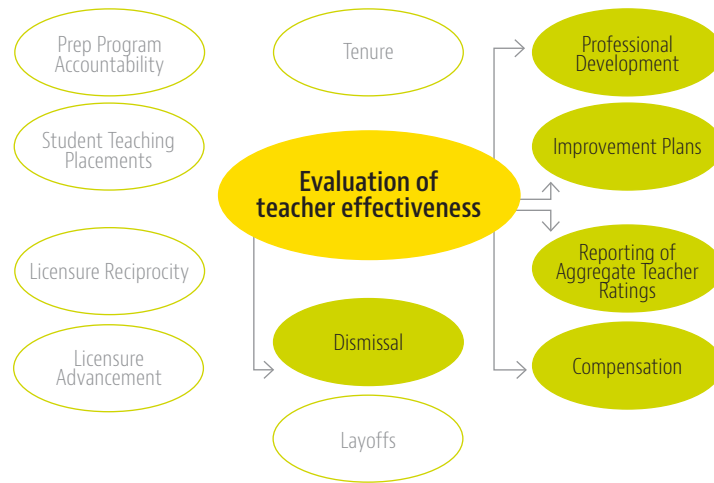 Prep Program
Accountability
Tenure
Professional
Development
Student Teaching
Placements
Improvement Plans
Evaluation of
teacher effectiveness
Licensure Reciprocity
Reporting of
Aggregate Teacher
Ratings
Dismissal
Licensure
Advancement
Compensation
Layoffs